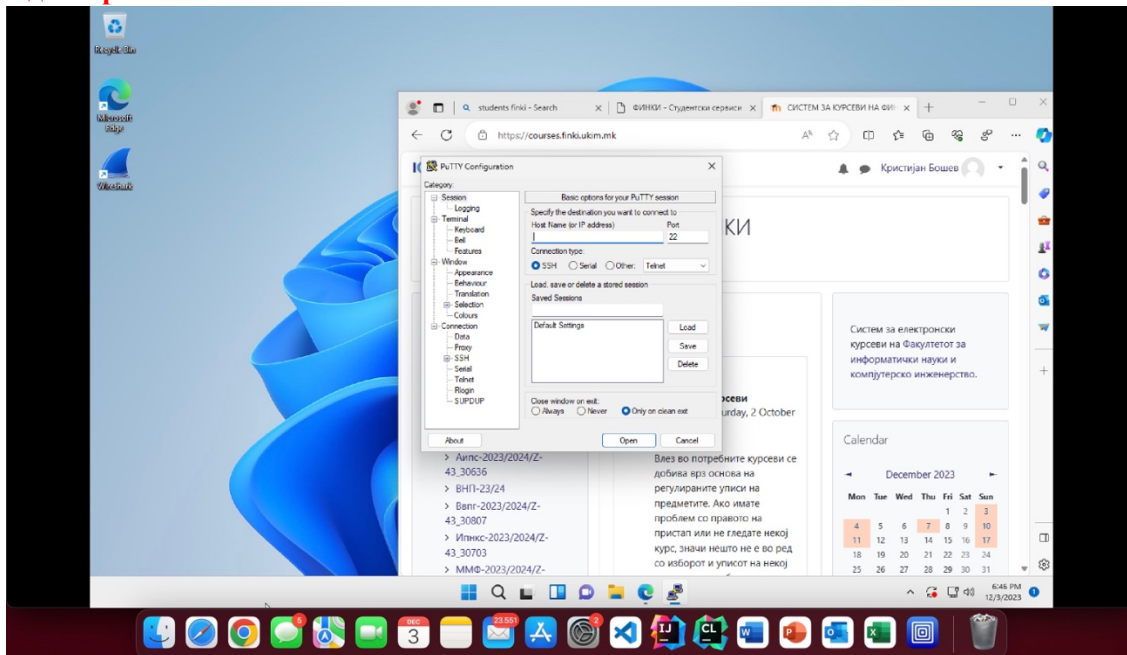 Recycle Bin
Microsoft
Edge
Wireshark
students finki - Search
ФИНКИ - Студентски сервиси
СИСТЕМ ЗА КУРСЕВИ НА ФИ
https://courses.finki.ukim.mk
Кристијан Бошев
КИ
PuTTY Configuration
Category:
Session
Logging
Terminal
Keyboard
Bell
Features
Window
Appearance
Behaviour
Translation
Selection
Colours
Connection
Data
Proxy
SSH
Serial
Telnet
Rlogin
SUPDUP
Basic options for your PuTTY session
Specify the destination you want to connect to
Host Name (or IP address) Port
22
Connection type:
SSH Serial Other: Telnet
Load, save or delete a stored session
Saved Sessions
Default Settings
Load
Save
Delete
Close window on exit:
Always Never Only on clean exit
About Open Cancel
Аипс-2023/2024/Z-
43_30636
ВНП-23/24
Ввпг-2023/2024/Z-
43_30807
Ипнкс-2023/2024/Z-
43_30703
ММФ-2023/2024/Z-
рсеви
urday, 2 October
Влез во потребните курсеви се
добива врз основа на
регулираните уписи на
предметите. Ако имате
проблем со правото на
пристап или не гледате некој
курс, значи нешто не е во ред
со изборот и уписот на некој
Систем за електронски
курсеви на Факултетот за
информатички науки и
компјутерско инженерство.
Calendar
December 2023
Mon Tue Wed Thu Fri Sat Sun
1 2 3
4 5 6 7 8 9 10
11 12 13 14 15 16 17
18 19 20 21 22 23 24
25 26 27 28 29 30 31
6:46 PM
12/3/2023
5
DEC
3
23.551
2
IJ
CL
W
P
X